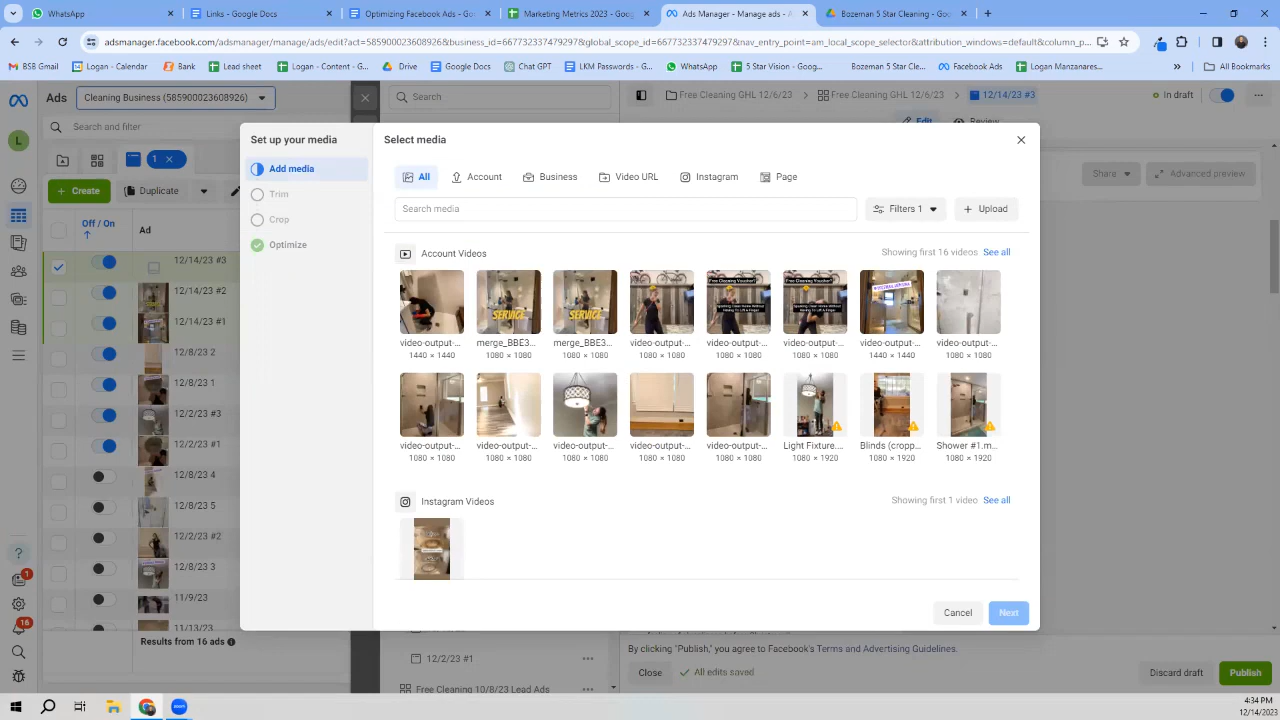 WhatsApp
Links - Google Docs
Optimizing Facebook Ads - G
Marketing Metrics 2023 - Goo
Ads Manager - Manage ads - A
Bozeman 5 Star Cleaning - Go
adsmanager.facebook.com/adsmanager/manage/ads/edit?act=585900023608926&business_id=667732337479297&global_scope_id=667732337479297&nav_entry_point=am_local_scope_selector&attribution_windows=default&column_p...
BSB Gmail
Logan - Calendar
Bank
Lead sheet
Logan - Content - G...
Drive
Google Docs
Chat GPT
LKM Passwords - G...
WhatsApp
5 Star Vision - Goog...
Bozeman 5 Star Cle...
Facebook Ads
Logan Manzanares...
»
All Bookmarks
Ads
Cleaning Business (585900023608926)
Search
Free Cleaning GHL 12/6/23
Free Cleaning GHL 12/6/23
12/14/23 #3
In draft
Edit
Review
Search and filter
1
Create
Duplicate
Share
Advanced preview
Off / On
Ad
12/14/23 #2
12/14/23 #1
12/8/23 2
12/8/23 1
12/2/23 #3
12/2/23 #1
12/8/23 4
12/2/23 #2
12/8/23 3
11/9/23
11/13/23
Results from 16 ads
Set up your media
Add media
Trim
Crop
Optimize
Select media
All
Account
Business
Video URL
Instagram
Page
Search media
Filters 1
Upload
Account Videos
Showing first 16 videos
See all
SERVICE
SERVICE
Free Cleaning Voucher?
Free Cleaning Voucher?
video-output-...
merge_BBE3...
merge_BBE3...
video-output-...
video-output-...
video-output-...
video-output-...
video-output-...
1440 × 1440
1080 × 1080
1080 × 1080
1080 × 1080
1080 × 1080
1080 × 1080
1440 × 1440
1080 × 1080
video-output-...
video-output-...
video-output-...
video-output-...
video-output-...
Light Fixture....
Blinds (cropp...
Shower #1.m...
1080 × 1080
1080 × 1080
1080 × 1080
1080 × 1080
1080 × 1080
1080 × 1920
1080 × 1920
1080 × 1920
Instagram Videos
Showing first 1 video
See all
Cancel
Next
12/2/23 #1
Free Cleaning 10/8/23 Lead Ads
By clicking "Publish," you agree to Facebook's Terms and Advertising Guidelines.
Close
All edits saved
Discard draft
Publish
1
16
zoom
4:34 PM
12/14/2023